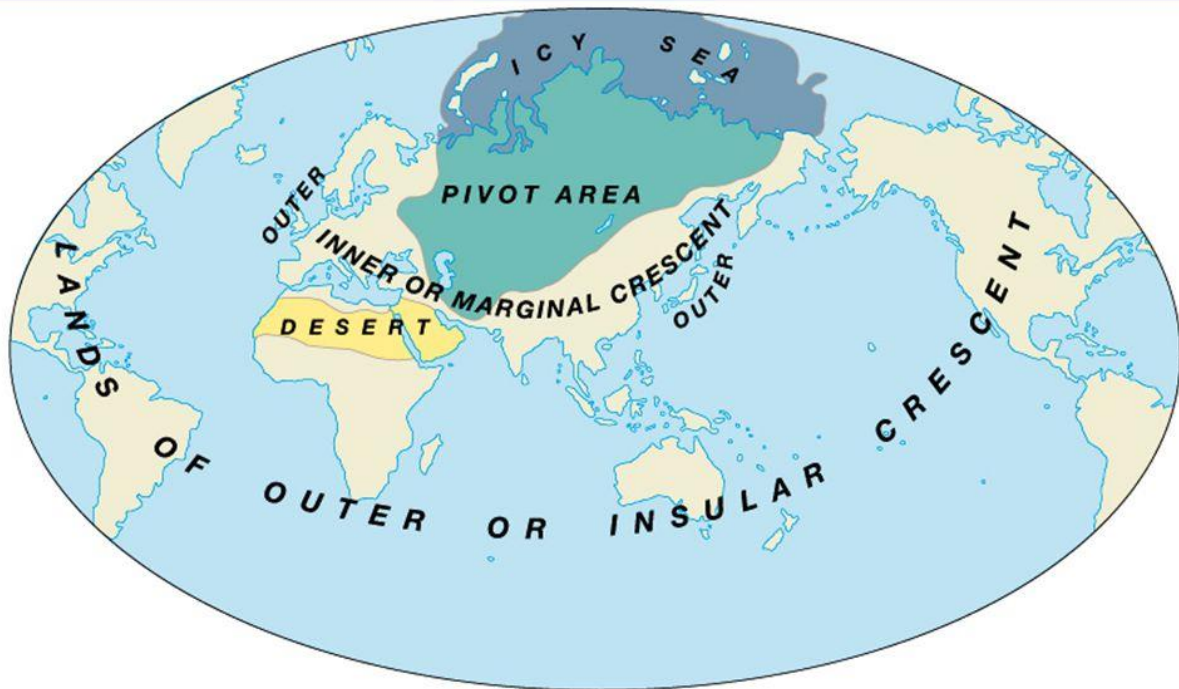 ICY SEA
PIVOT AREA
OUTER
INNER OR MARGINAL CRESCENT
OUTER
DESERT
LANDS OF OUTER OR INSULAR CRESCENT